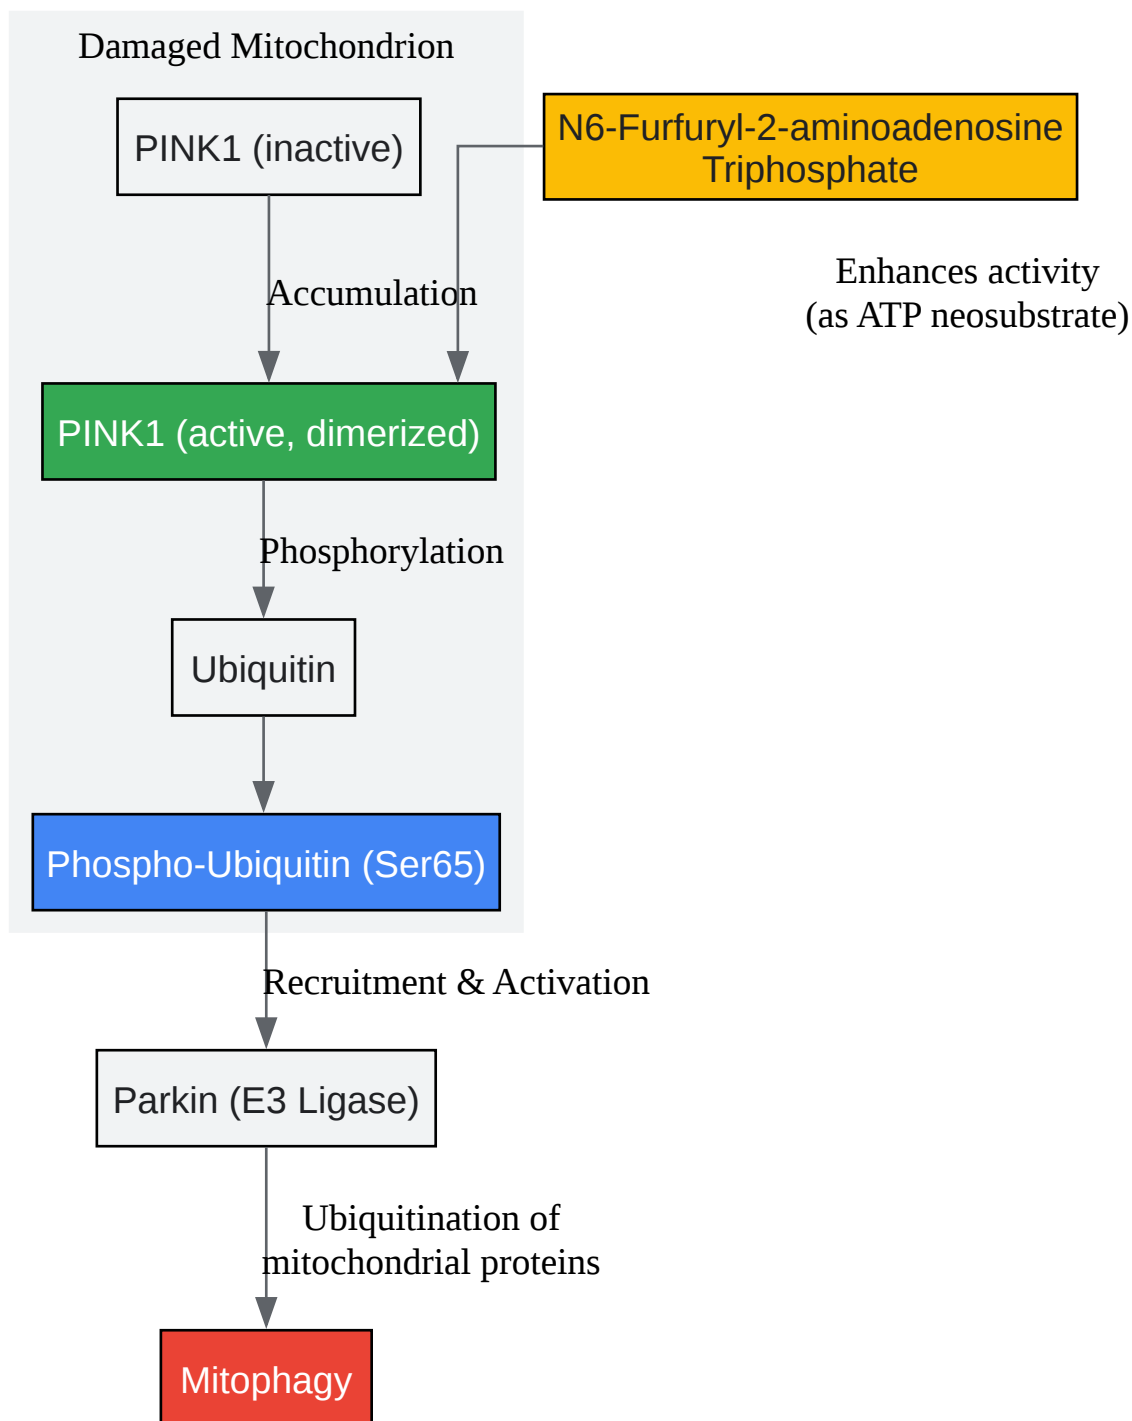 Damaged Mitochondrion
PINK1 (inactive)
N6-Furfuryl-2-aminoadenosine
Triphosphate
Enhances activity
(as ATP neosubstrate)
Accumulation
PINK1 (active, dimerized)
Phosphorylation
Ubiquitin
Phospho-Ubiquitin (Ser65)
Recruitment & Activation
Parkin (E3 Ligase)
Ubiquitination of
mitochondrial proteins
Mitophagy